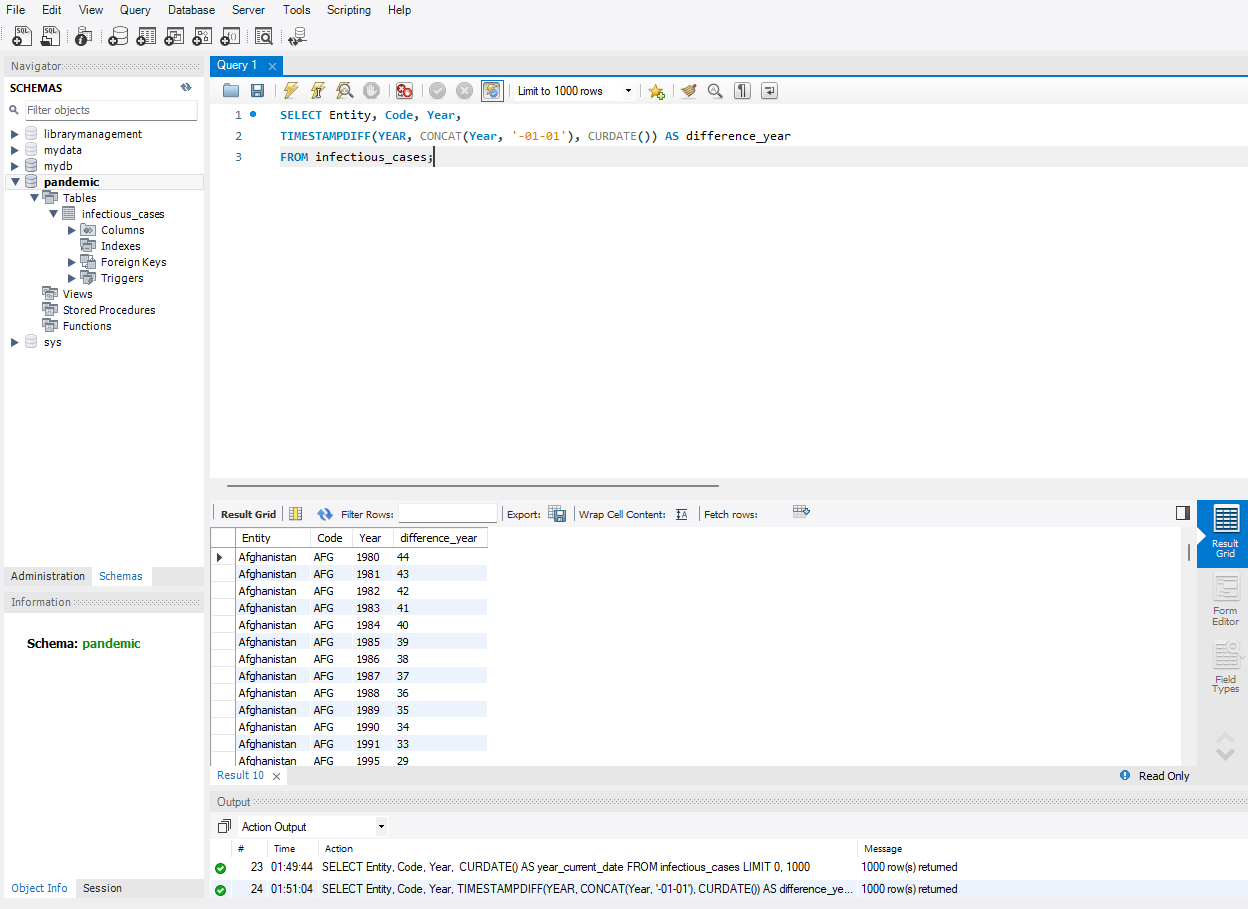 File Edit View Query Database Server Tools Scripting Help
Navigator
SCHEMAS
Filter objects
librarymanagement
mydata
mydb
pandemic
Tables
infectious_cases
Columns
Indexes
Foreign Keys
Triggers
Views
Stored Procedures
Functions
sys
Administration Schemas
Information
Schema: pandemic
Object Info Session
Query 1
Limit to 1000 rows
1 SELECT Entity, Code, Year,
2 TIMESTAMPDIFF(YEAR, CONCAT(Year, '-01-01'), CURDATE()) AS difference_year
3 FROM infectious_cases;
Result Grid Filter Rows: Export: Wrap Cell Content: Fetch rows:
Entity Code Year difference_year
Afghanistan AFG 1980 44
Afghanistan AFG 1981 43
Afghanistan AFG 1982 42
Afghanistan AFG 1983 41
Afghanistan AFG 1984 40
Afghanistan AFG 1985 39
Afghanistan AFG 1986 38
Afghanistan AFG 1987 37
Afghanistan AFG 1988 36
Afghanistan AFG 1989 35
Afghanistan AFG 1990 34
Afghanistan AFG 1991 33
Afghanistan AFG 1995 29
Result Grid
Form Editor
Field Types
Result 10
Read Only
Output
Action Output
# Time Action Message
23 01:49:44 SELECT Entity, Code, Year, CURDATE() AS year_current_date FROM infectious_cases LIMIT 0, 1000 1000 row(s) returned
24 01:51:04 SELECT Entity, Code, Year, TIMESTAMPDIFF(YEAR, CONCAT(Year, '-01-01'), CURDATE()) AS difference_ye... 1000 row(s) returned